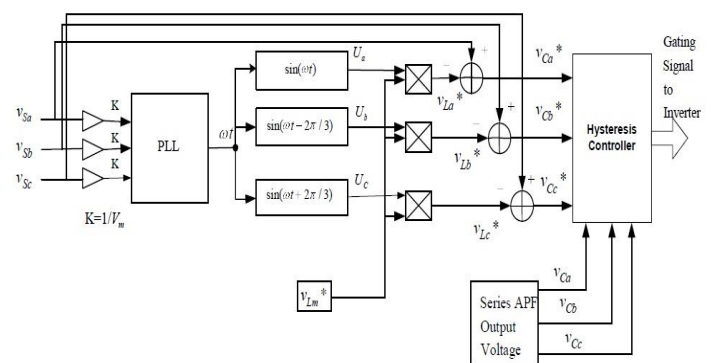 Gating
Signal
to
Inverter
v_Sa
v_Sb
v_Sc
K
K
K
K=1/V_m
PLL
ωt
sin(ωt)
sin(ωt−2π/3)
sin(ωt+2π/3)
U_a
U_b
U_c
v_Lm*
−
+
v_La*
v_Ca*
−
+
v_Lb*
v_Cb*
−
+
v_Lc*
v_Cc*
Hysteresis
Controller
Series APF
Output
Voltage
v_Ca
v_Cb
v_Cc